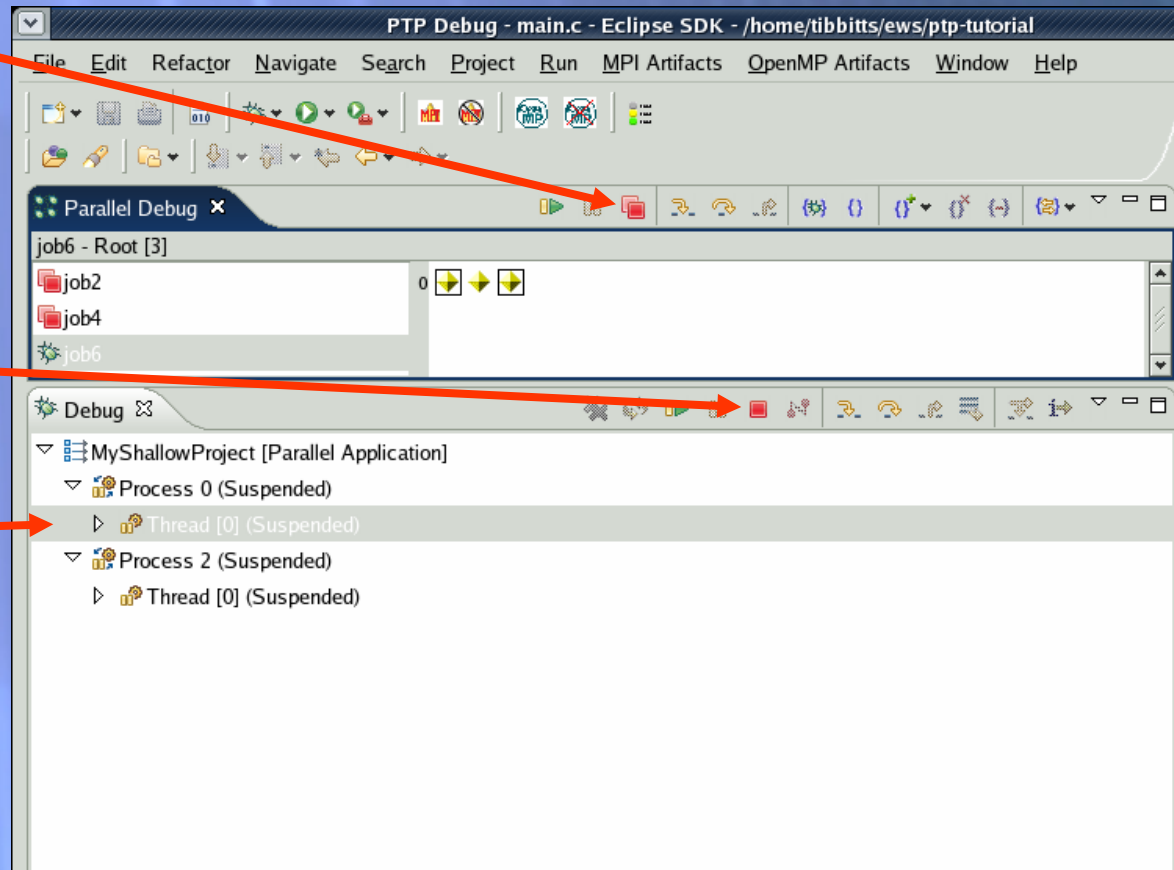 PTP Debug - main.c - Eclipse SDK - /home/tibbitts/ews/ptp-tutorial
File Edit Refactor Navigate Search Project Run MPI Artifacts OpenMP Artifacts Window Help
010 MPI
Parallel Debug
job6 - Root [3]
job2
0
job4
job6
Debug
MyShallowProject [Parallel Application]
Process 0 (Suspended)
Thread [0] (Suspended)
Process 2 (Suspended)
Thread [0] (Suspended)